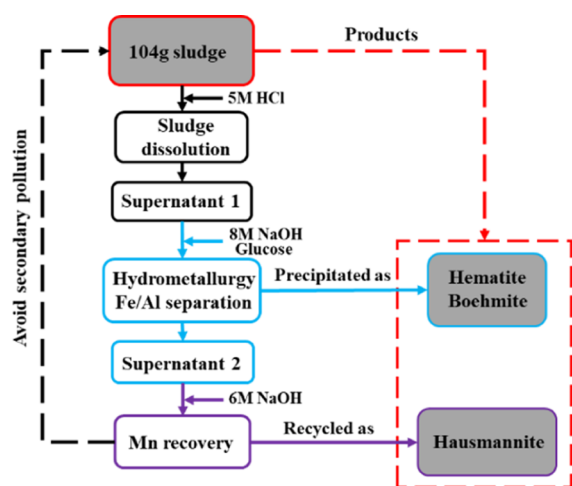 104g sludge
Products
5M HCl
Sludge
dissolution
Supernatant 1
8M NaOH
Glucose
Hydrometallurgy
Fe/Al separation
Precipitated as
Hematite
Boehmite
Supernatant 2
6M NaOH
Mn recovery
Recycled as
Hausmannite
Avoid secondary pollution